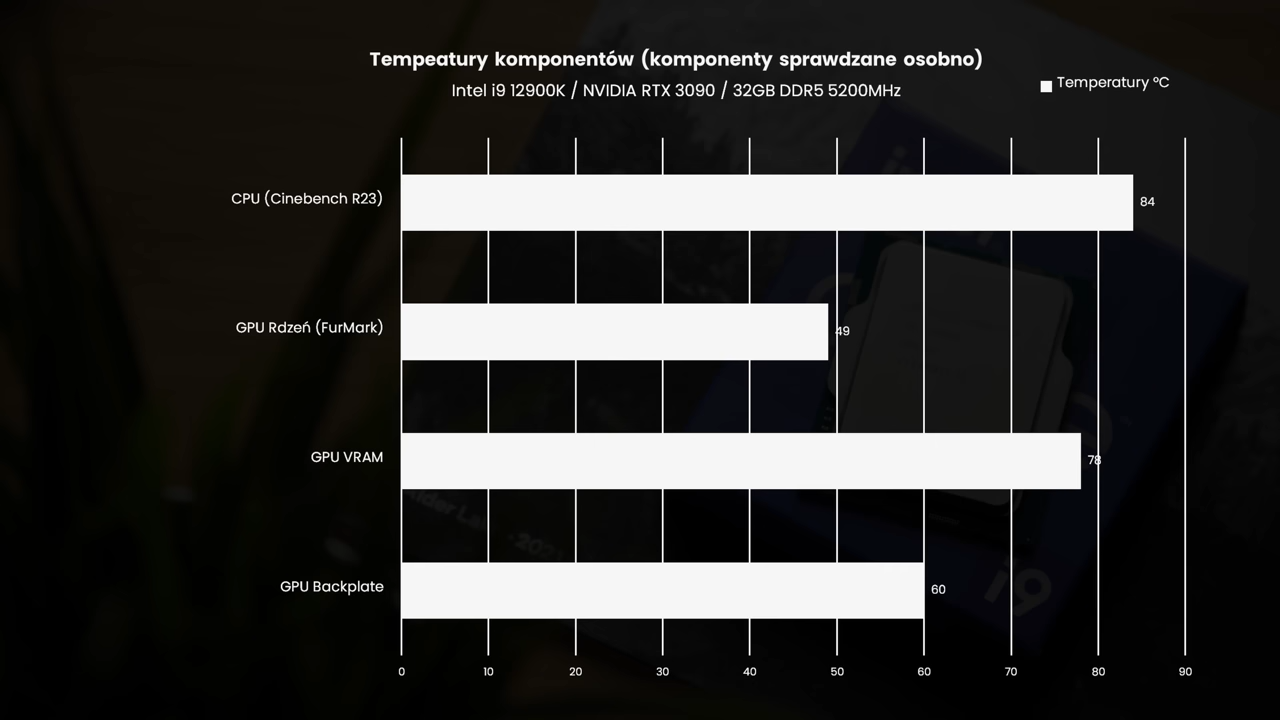 Tempeatury komponentów (komponenty sprawdzane osobno)
Intel i9 12900K / NVIDIA RTX 3090 / 32GB DDR5 5200MHz
Temperatury °C
CPU (Cinebench R23)
84
GPU Rdzeń (FurMark)
49
GPU VRAM
78
GPU Backplate
60
0 10 20 30 40 50 60 70 80 90
i9